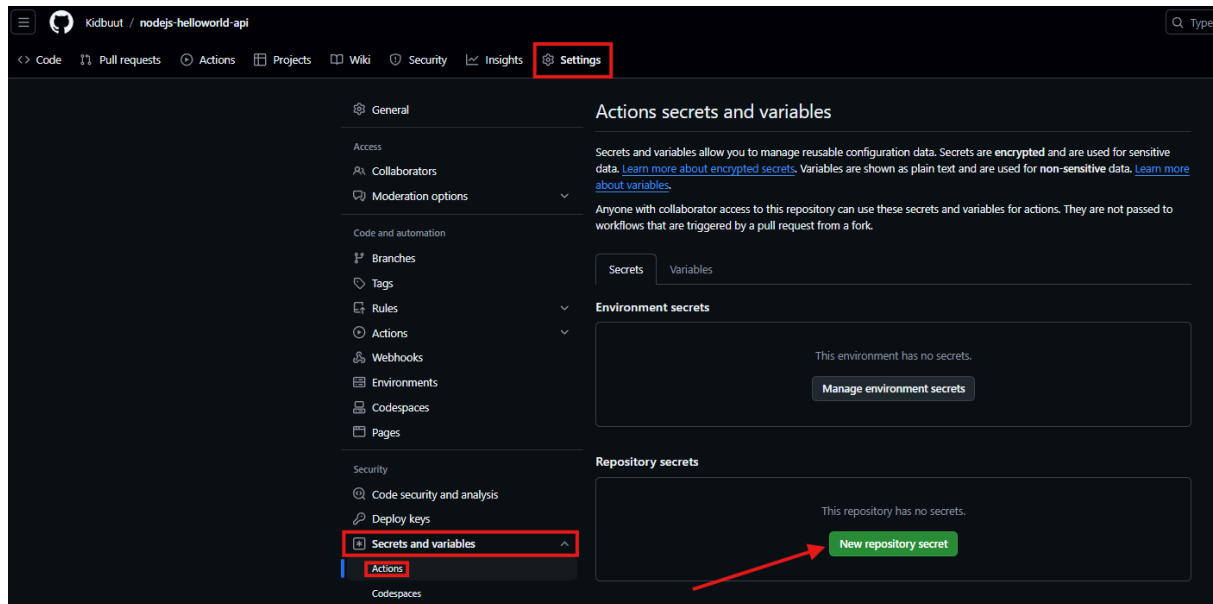 Kidbuut / nodejs-helloworld-api
Type
Code Pull requests Actions Projects Wiki Security Insights Settings
General
Access
Collaborators
Moderation options
Code and automation
Branches
Tags
Rules
Actions
Webhooks
Environments
Codespaces
Pages
Security
Code security and analysis
Deploy keys
Secrets and variables
Actions
Codespaces
Actions secrets and variables
Secrets and variables allow you to manage reusable configuration data. Secrets are encrypted and are used for sensitive
data. Learn more about encrypted secrets. Variables are shown as plain text and are used for non-sensitive data. Learn more
about variables.
Anyone with collaborator access to this repository can use these secrets and variables for actions. They are not passed to
workflows that are triggered by a pull request from a fork.
Secrets Variables
Environment secrets
This environment has no secrets.
Manage environment secrets
Repository secrets
This repository has no secrets.
New repository secret